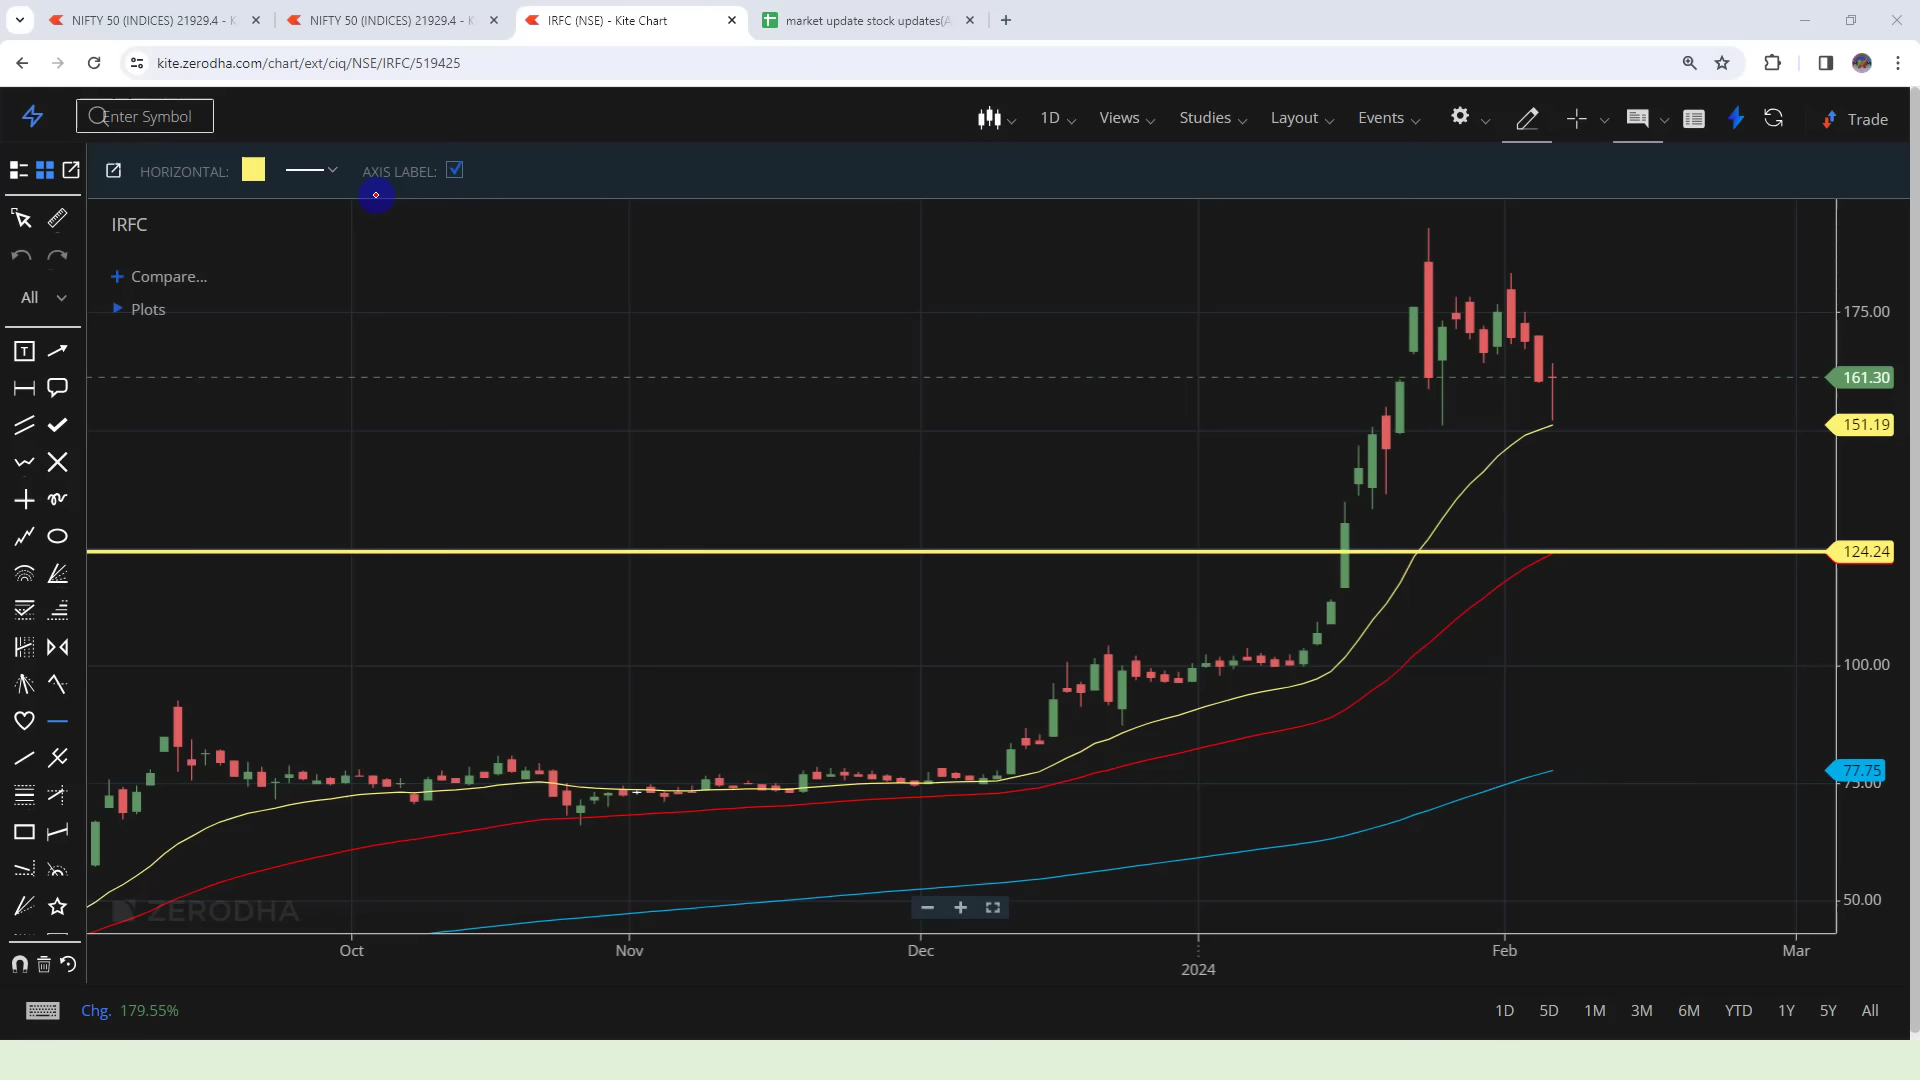 NIFTY 50 (INDICES) 21929.4 - K
NIFTY 50 (INDICES) 21929.4 - K
IRFC (NSE) - Kite Chart
market update stock updates(A
kite.zerodha.com/chart/ext/ciq/NSE/IRFC/519425
Enter Symbol
1D
Views
Studies
Layout
Events
Trade
HORIZONTAL:
AXIS LABEL:
IRFC
Compare...
Plots
All
T
175.00
161.30
151.19
124.24
100.00
77.75
75.00
50.00
ZERODHA
Oct
Nov
Dec
2024
Feb
Mar
Chg. 179.55%
1D 5D 1M 3M 6M YTD 1Y 5Y All